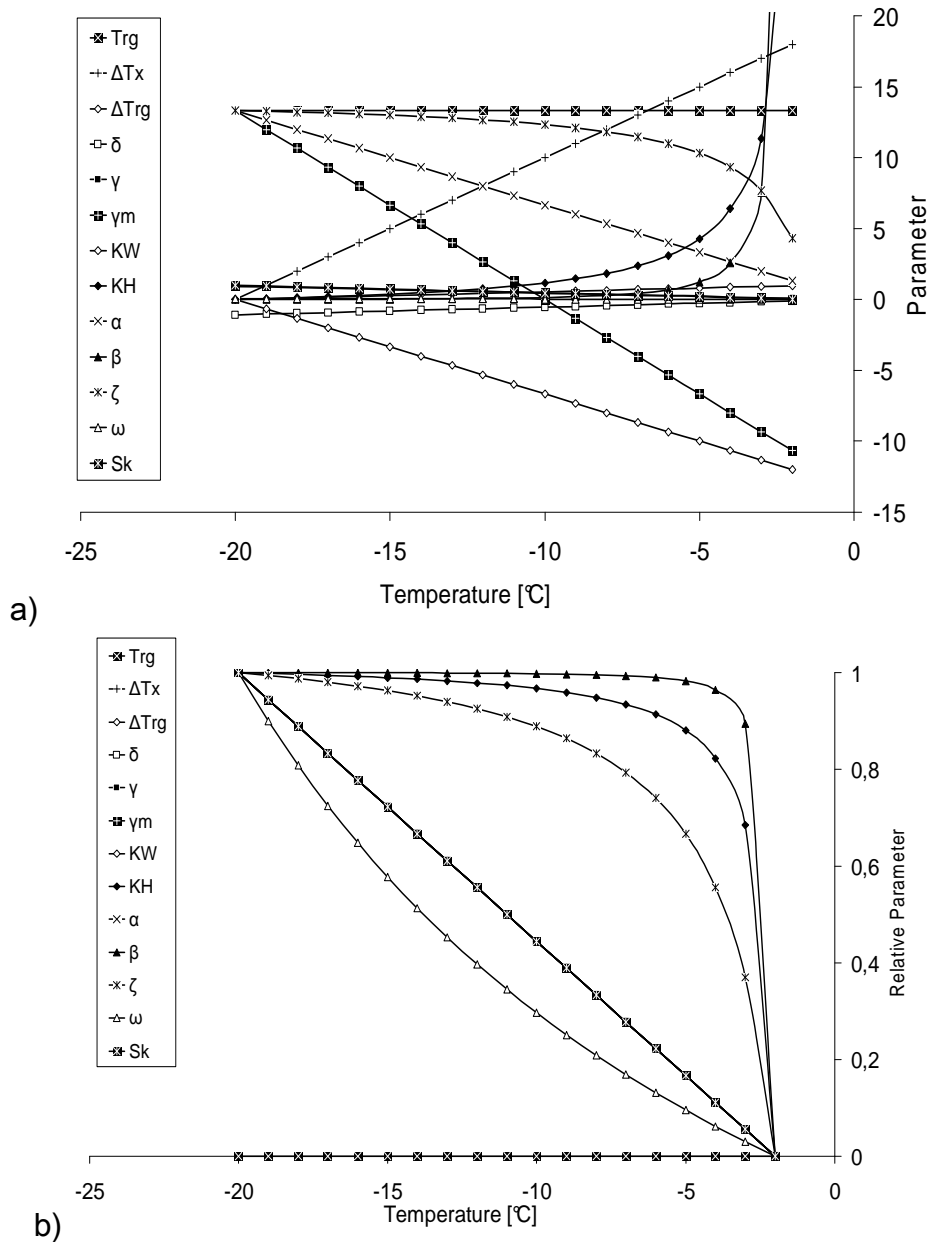 Trg
ΔTx
ΔTrg
δ
γ
γm
KW
KH
α
β
ζ
ω
Sk
20
15
10
5
0
-5
-10
-15
Parameter
-25
-20
-15
-10
-5
0
Temperature [°C]
a)
Trg
ΔTx
ΔTrg
δ
γ
γm
KW
KH
α
β
ζ
ω
Sk
1
0,8
0,6
0,4
0,2
0
Relative Parameter
-25
-20
-15
-10
-5
0
Temperature [°C]
b)